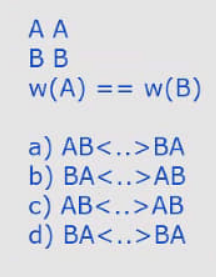 A A
B B
w(A) == w(B)
a) AB<..>BA
b) BA<..>AB
c) AB<..>AB
d) BA<..>BA